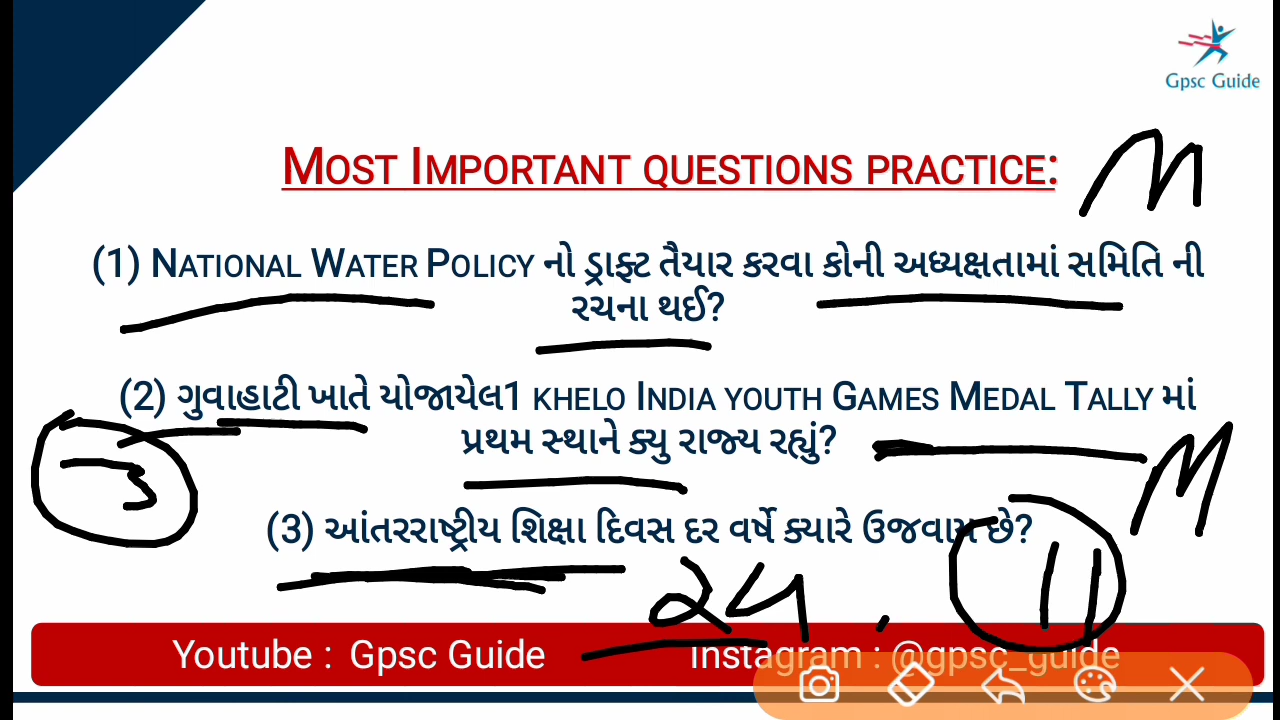 Gpsc Guide
MOST IMPORTANT QUESTIONS PRACTICE:
M
(1) NATIONAL WATER POLICY નો ડ્રાફ્ટ તૈયાર કરવા કોની અધ્યક્ષતામાં સમિતિ ની
રચના થઈ?
(2) ગુવાહાટી ખાતે યોજાયેલ1 KHELO INDIA YOUTH GAMES MEDAL TALLY માં
પ્રથમ સ્થાને ક્યુ રાજ્ય રહ્યું?
M
(3) આંતરરાષ્ટ્રીય શિક્ષા દિવસ દર વર્ષે ક્યારે ઉજવાય છે?
24
Youtube : Gpsc Guide Instagram : @gpsc_guide